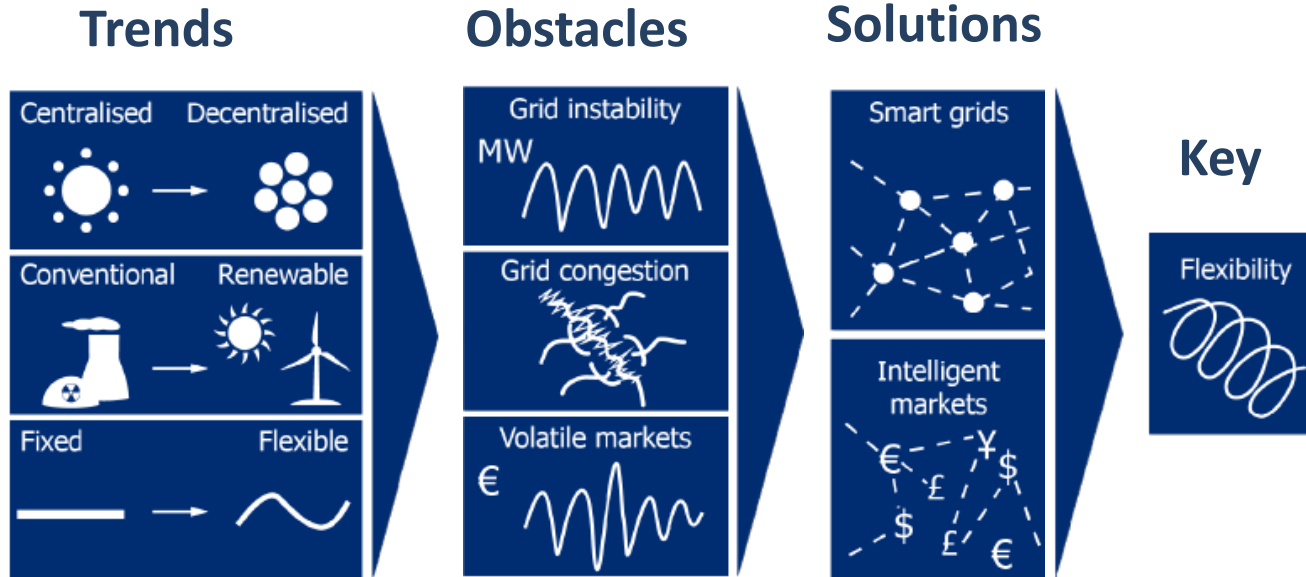 Trends
Centralised Decentralised
Conventional Renewable
Fixed Flexible
Obstacles
Grid instability
MW
Grid congestion
Volatile markets
€
Solutions
Smart grids
Intelligent
markets
€ ¥ $
£
$ £ €
Key
Flexibility